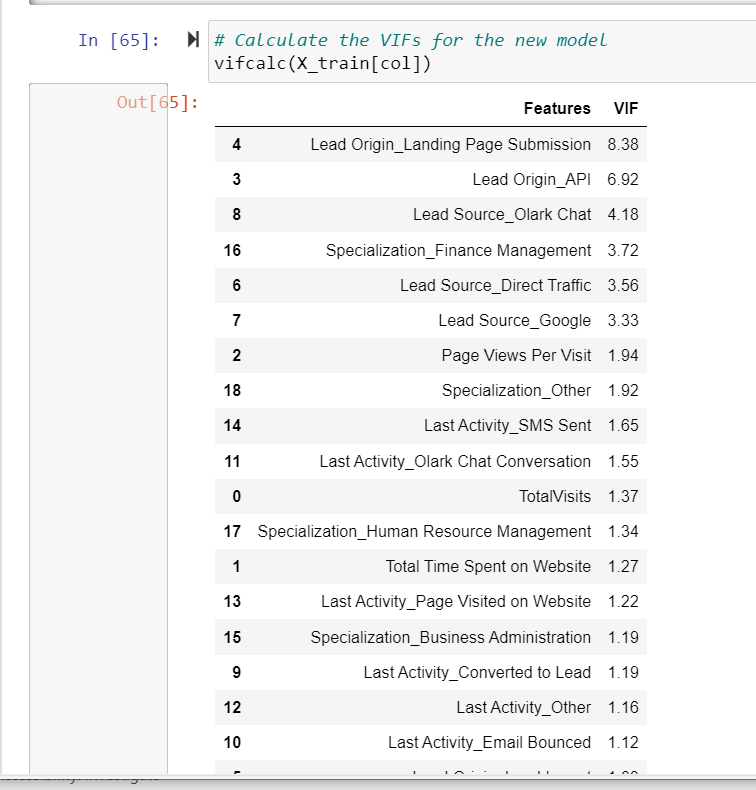 In [65]: # Calculate the VIFs for the new model
vifcalc(X_train[col])
Out[65]:
Features VIF
4 Lead Origin_Landing Page Submission 8.38
3 Lead Origin_API 6.92
8 Lead Source_Olark Chat 4.18
16 Specialization_Finance Management 3.72
6 Lead Source_Direct Traffic 3.56
7 Lead Source_Google 3.33
2 Page Views Per Visit 1.94
18 Specialization_Other 1.92
14 Last Activity_SMS Sent 1.65
11 Last Activity_Olark Chat Conversation 1.55
0 TotalVisits 1.37
17 Specialization_Human Resource Management 1.34
1 Total Time Spent on Website 1.27
13 Last Activity_Page Visited on Website 1.22
15 Specialization_Business Administration 1.19
9 Last Activity_Converted to Lead 1.19
12 Last Activity_Other 1.16
10 Last Activity_Email Bounced 1.12